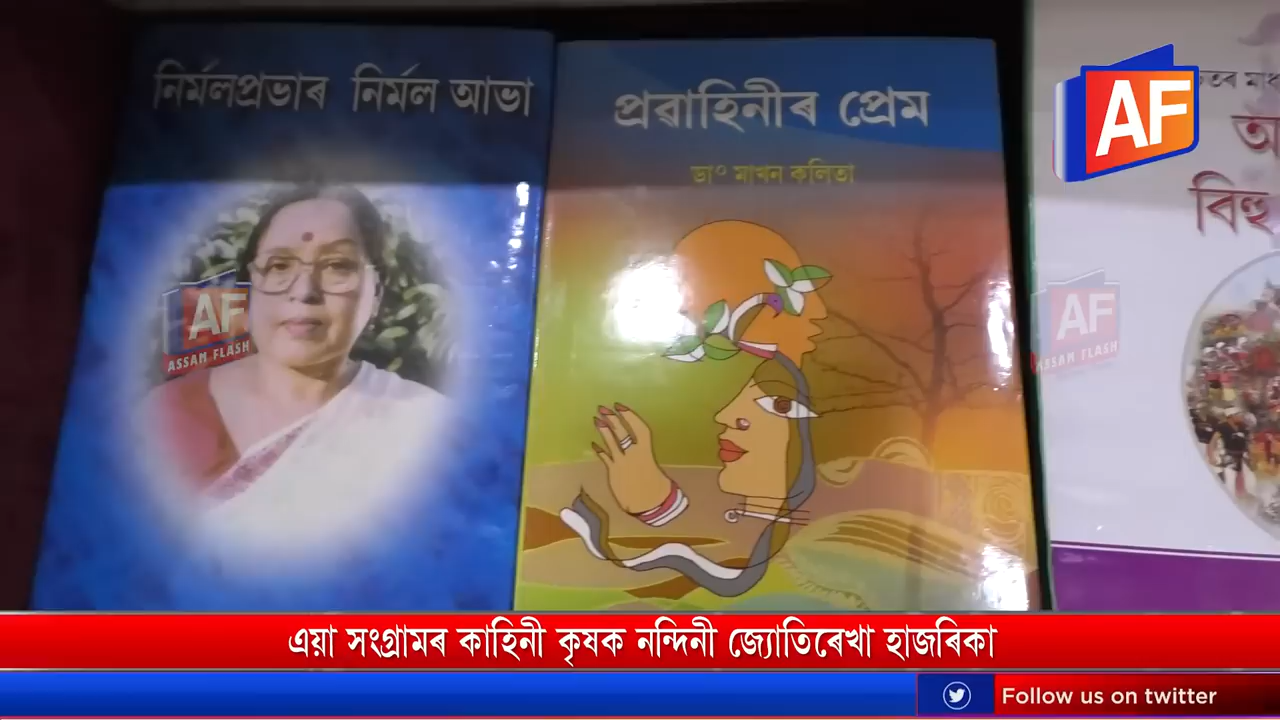 নিৰ্মলপ্ৰভাৰ নিৰ্মল আভা
প্ৰৱাহিনীৰ প্ৰেম
ডা° মাখন কলিতা
বিহু
AF
AF
ASSAM FLASH
AF
ASSAM FLASH
এয়া সংগ্ৰামৰ কাহিনী কৃষক নন্দিনী জ্যোতিৰেখা হাজৰিকা
Follow us on twitter